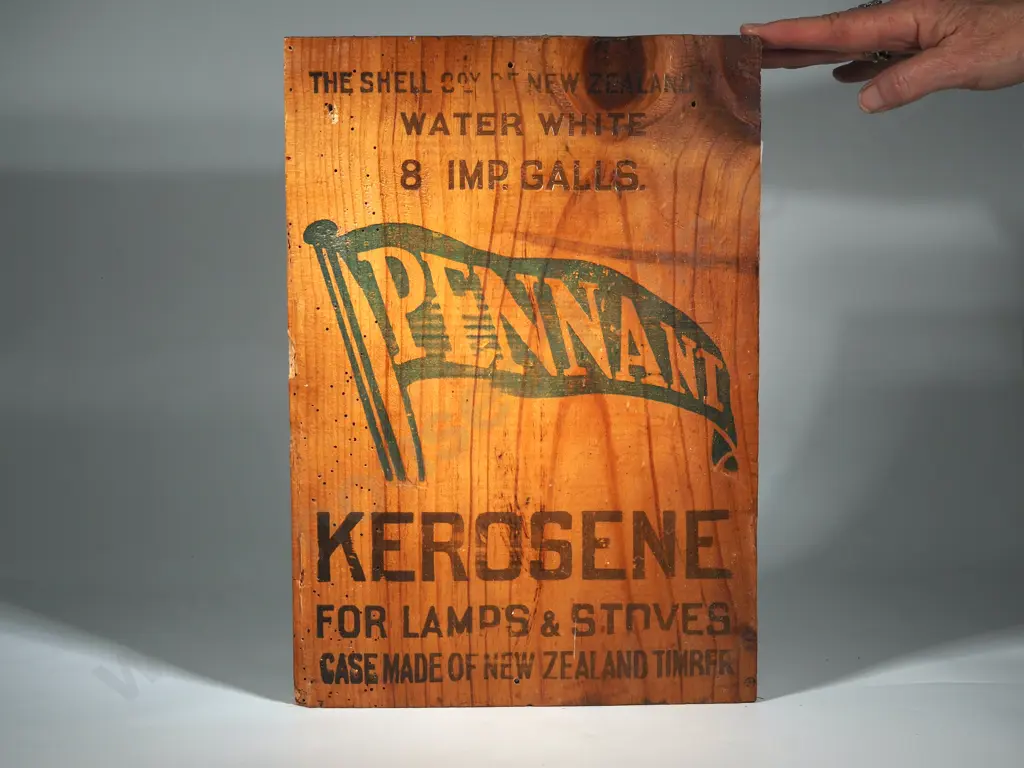 THE SHELL COY OF NEW ZEALAND
WATER WHITE
8 IMP. GALLS.
PENNANT
KEROSENE
FOR LAMPS & STOVES
CASE MADE OF NEW ZEALAND TIMBER